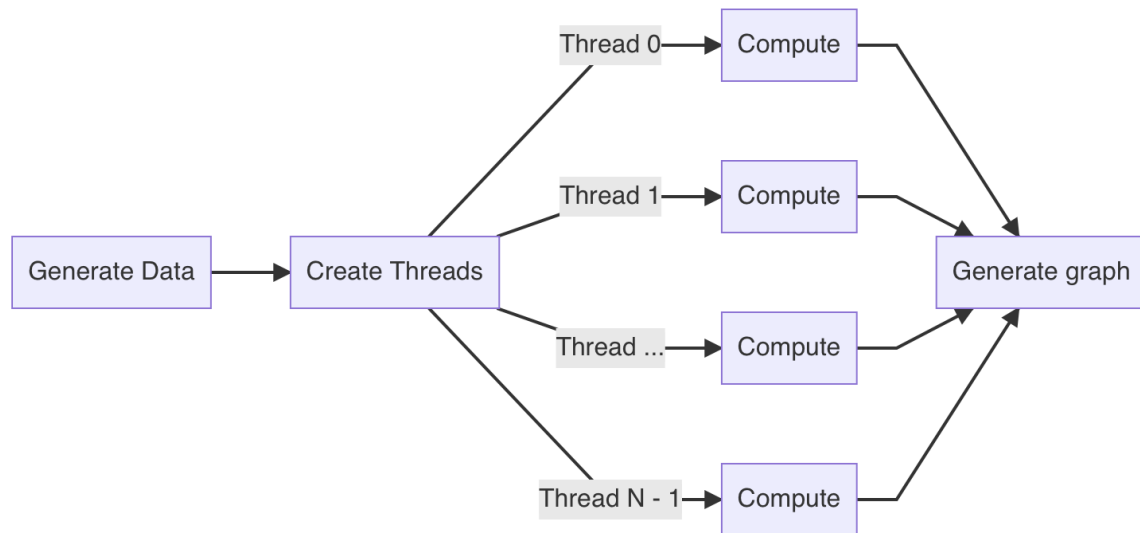 Thread 0
Compute
Thread 1
Compute
Generate Data
Create Threads
Generate graph
Thread ...
Compute
Thread N - 1
Compute